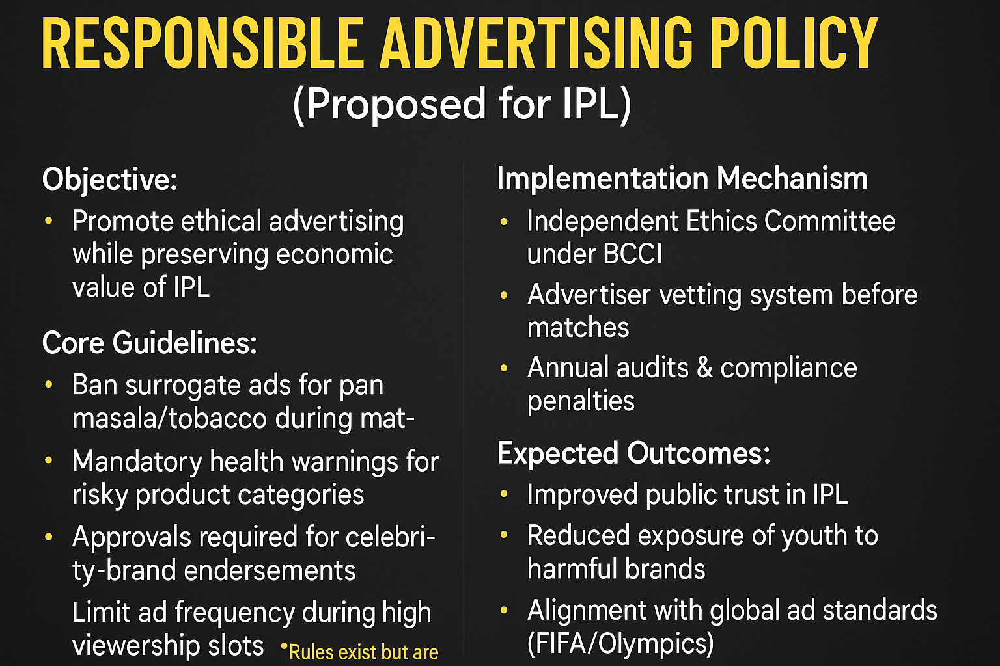 RESPONSIBLE ADVERTISING POLICY
(Proposed for IPL)
Objective:
• Promote ethical advertising
while preserving economic
value of IPL
Core Guidelines:
• Ban surrogate ads for pan
masala/tobacco during mat-
• Mandatory health warnings for
risky product categories
• Approvals required for celebri-
ty-brand endersements
Limit ad frequency during high
viewership slots
•Rules exist but are
Implementation Mechanism
• Independent Ethics Committee
under BCCI
• Advertiser vetting system before
matches
• Annual audits & compliance
penalties
Expected Outcomes:
• Improved public trust in IPL
• Reduced exposure of youth to
harmful brands
• Alignment with global ad standards
(FIFA/Olympics)